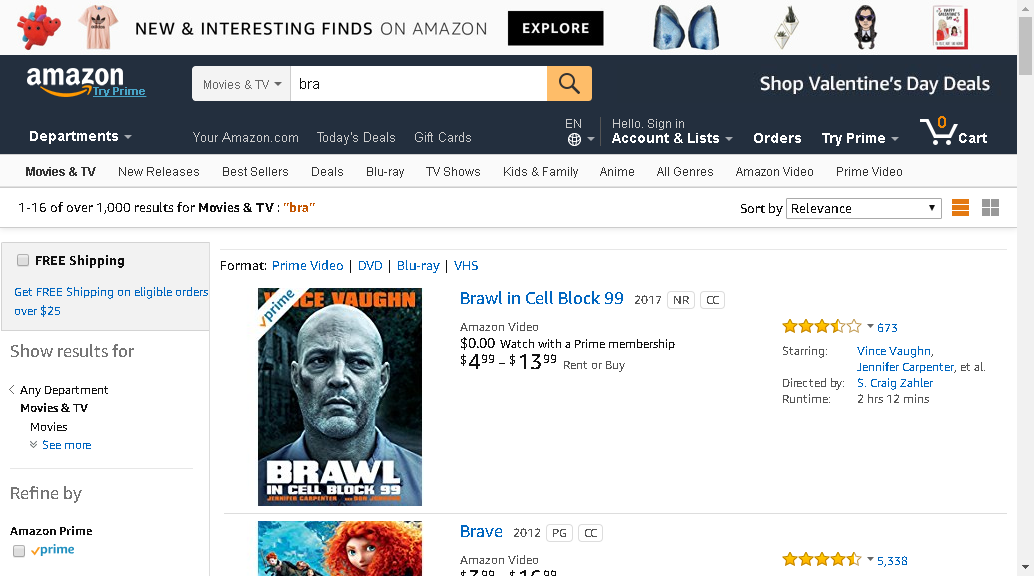 NEW & INTERESTING FINDS ON AMAZON EXPLORE
amazon
Try Prime
Movies & TV bra
Shop Valentine's Day Deals
Departments
Your Amazon.com Today's Deals Gift Cards
EN
Hello. Sign in
Account & Lists Orders Try Prime 0 Cart
Movies & TV New Releases Best Sellers Deals Blu-ray TV Shows Kids & Family Anime All Genres Amazon Video Prime Video
1-16 of over 1,000 results for Movies & TV : "bra"
Sort by Relevance
FREE Shipping
Get FREE Shipping on eligible orders
over $25
Show results for
Any Department
Movies & TV
Movies
See more
Refine by
Amazon Prime
prime
Format: Prime Video | DVD | Blu-ray | VHS
prime
VINCE VAUGHN
BRAWL
IN CELL BLOCK 99
JENNIFER CARPENTER AND DON JOHNSON
Brawl in Cell Block 99 2017 NR CC
Amazon Video
$0.00 Watch with a Prime membership
$4.99 - $13.99 Rent or Buy
673
Starring: Vince Vaughn,
Jennifer Carpenter, et al.
Directed by: S. Craig Zahler
Runtime: 2 hrs 12 mins
Brave 2012 PG CC
Amazon Video
5,338